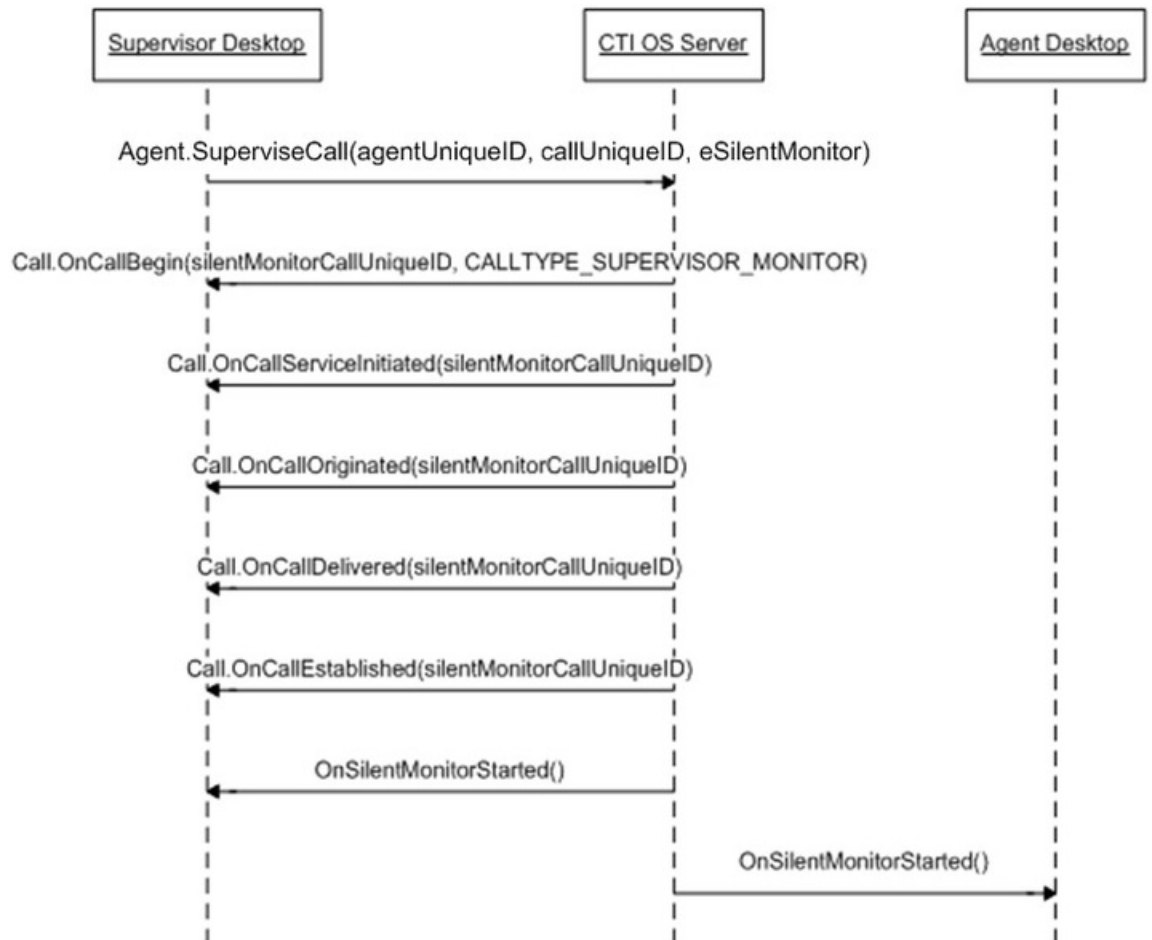 Supervisor Desktop
CTI OS Server
Agent Desktop
Agent.SuperviseCall(agentUniqueID, callUniqueID, eSilentMonitor)
Call.OnCallBegin(silentMonitorCallUniqueID, CALLTYPE_SUPERVISOR_MONITOR)
Call.OnCallServiceInitiated(silentMonitorCallUniqueID)
Call.OnCallOriginated(silentMonitorCallUniqueID)
Call.OnCallDelivered(silentMonitorCallUniqueID)
Call.OnCallEstablished(silentMonitorCallUniqueID)
OnSilentMonitorStarted()
OnSilentMonitorStarted()